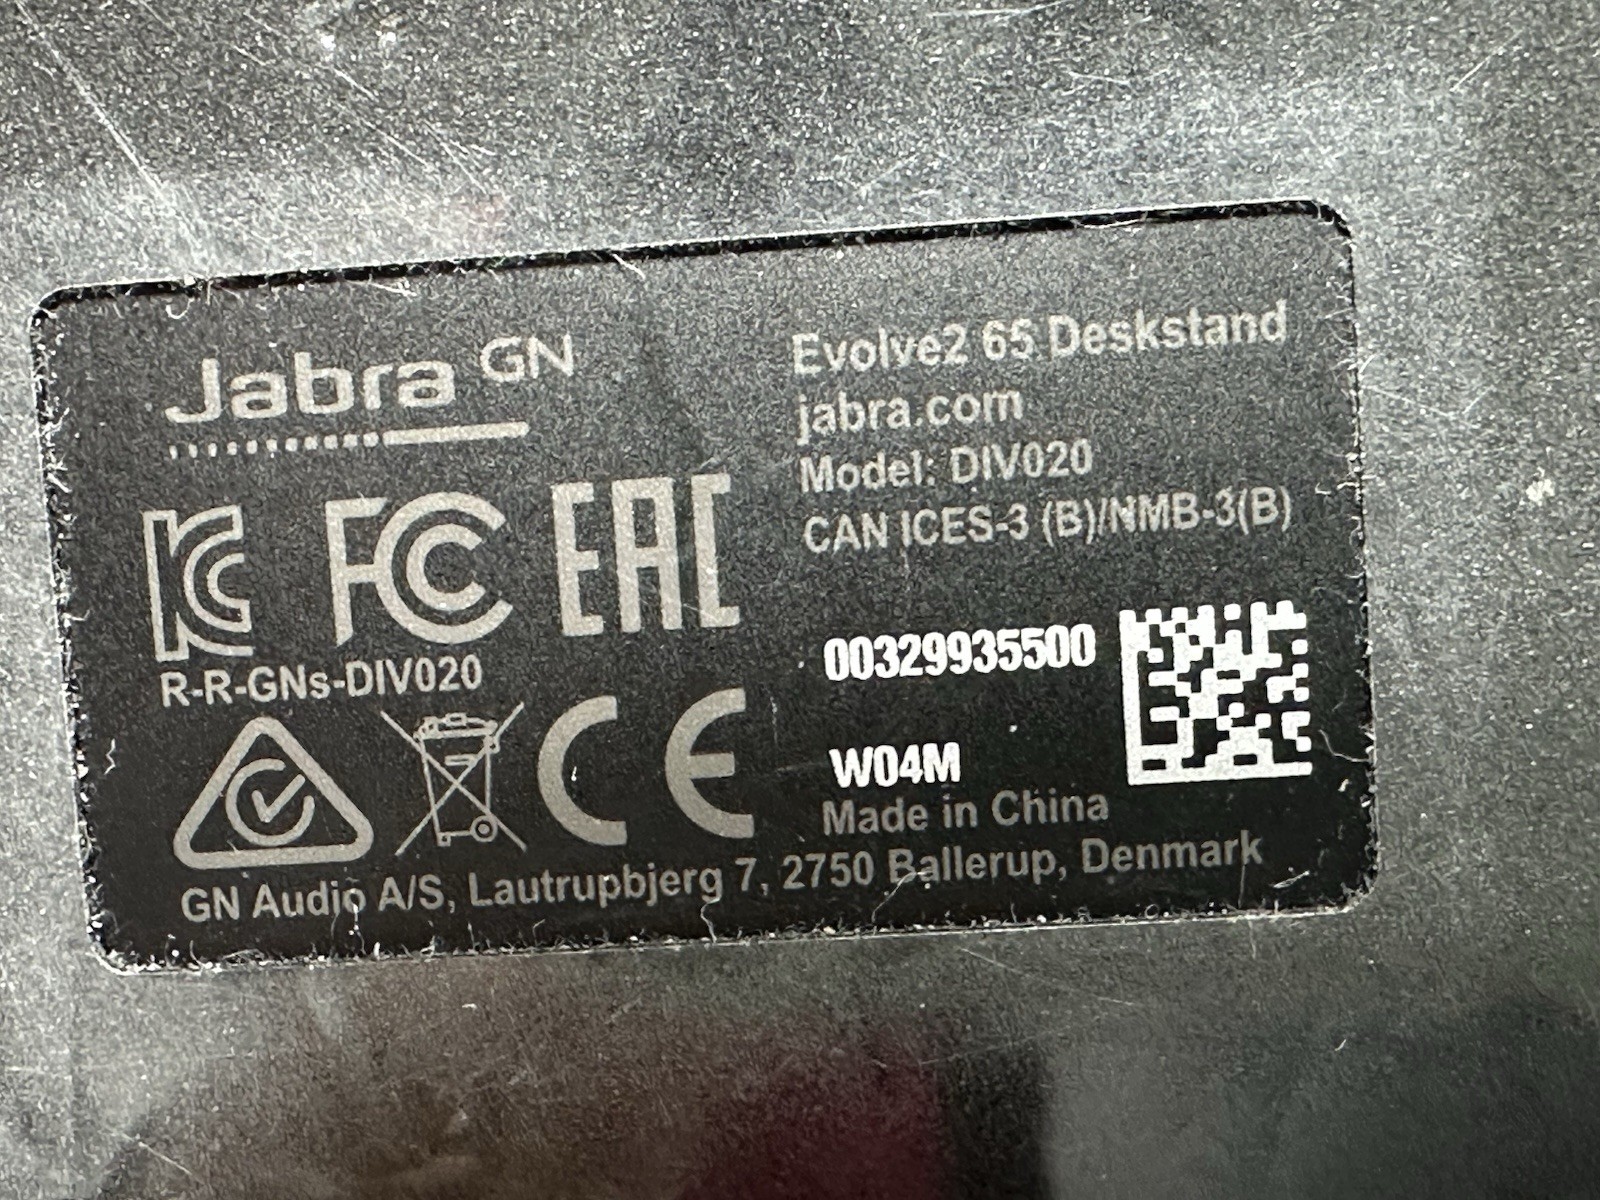 Jabra GN
Evolve2 65 Deskstand
jabra.com
Model: DIV020
CAN ICES-3 (B)/NMB-3(B)
FC EAC
R-R-GNs-DIV020
00329935500
CE
W04M
Made in China
GN Audio A/S, Lautrupbjerg 7, 2750 Ballerup, Denmark